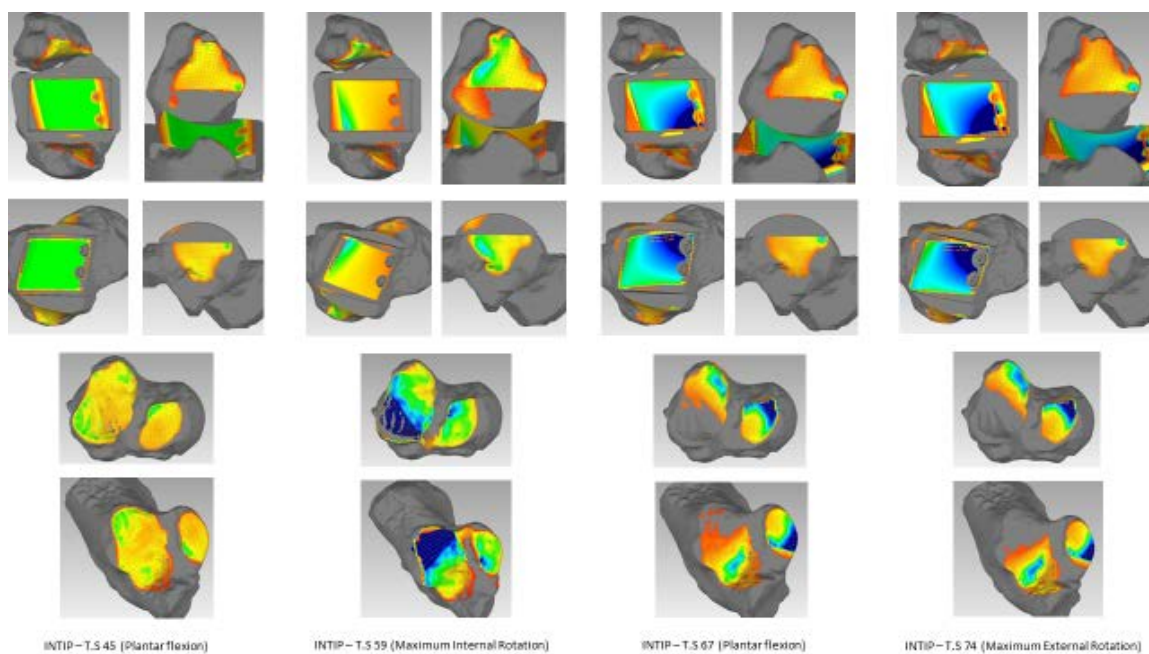 INTIP – T.S 45 (Plantar flexion)
INTIP – T.S 59 (Maximum Internal Rotation)
INTIP – T.S 67 (Plantar flexion)
INTIP – T.S 74 (Maximum External Rotation)